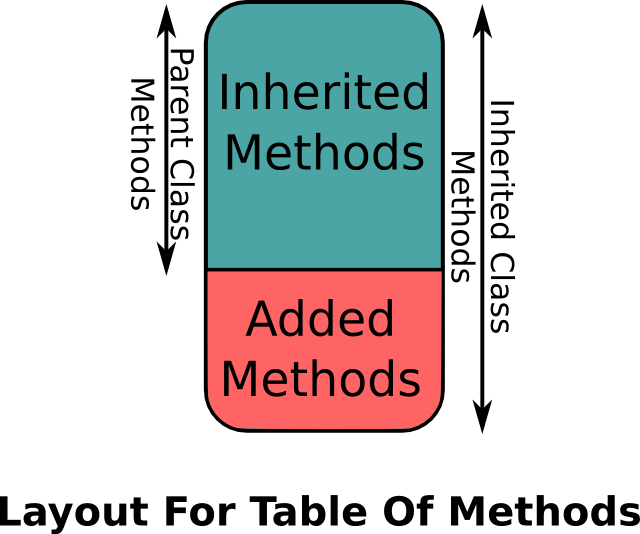 Parent Class
Methods
Inherited
Methods
Added
Methods
Inherited Class
Methods
Layout For Table Of Methods